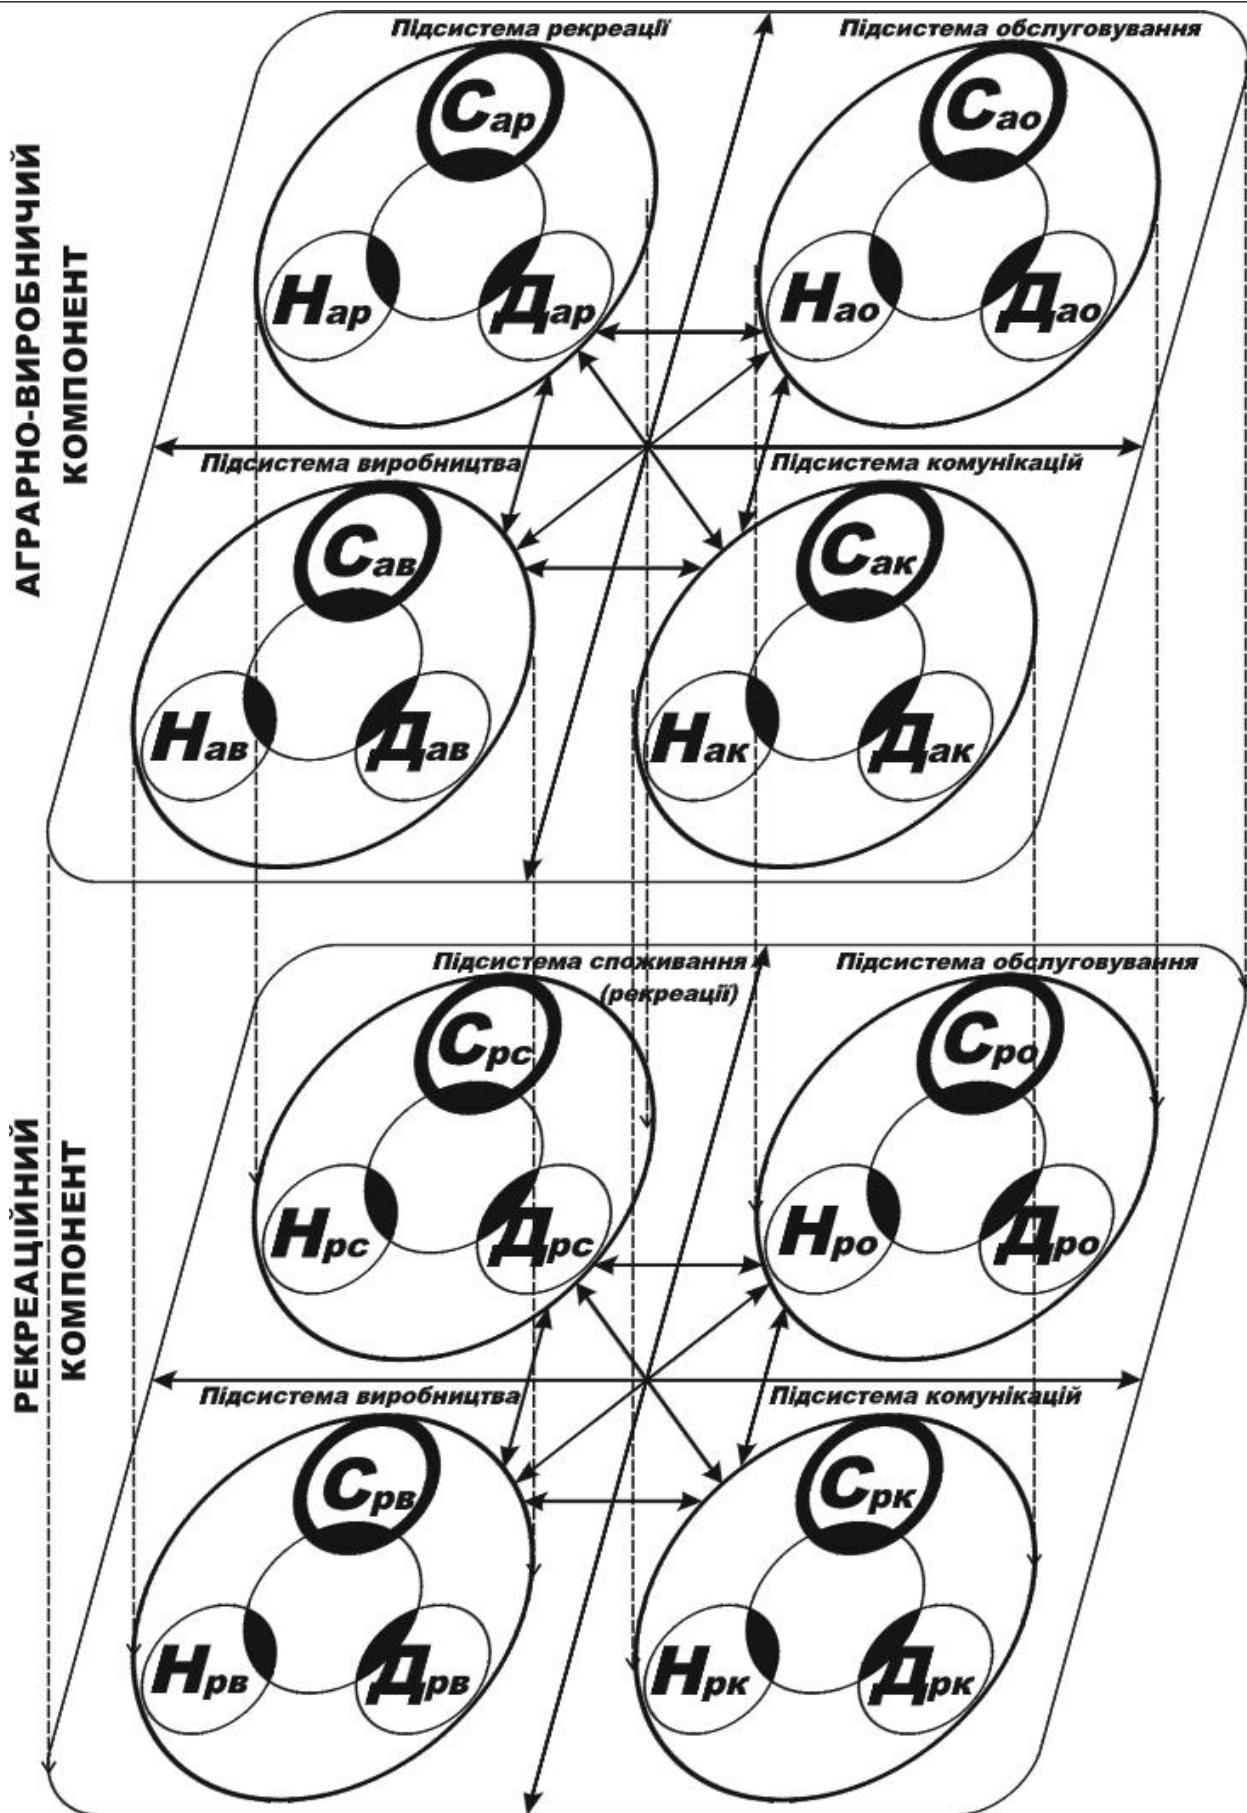 АГРАРНО-ВИРОБНИЧИЙ
КОМПОНЕНТ
Підсистема рекреації
Підсистема обслуговування
Сар
Сао
Нар
Дар
Нао
Дао
Підсистема виробництва
Підсистема комунікацій
Сав
Сак
Нав
Дав
Нак
Дак
РЕКРЕАЦІЙНИЙ
КОМПОНЕНТ
Підсистема споживання
(рекреації)
Підсистема обслуговування
Срс
Сро
Нрс
Дрс
Нро
Дро
Підсистема виробництва
Підсистема комунікацій
Срв
Срк
Нрв
Дрв
Нрк
Дрк